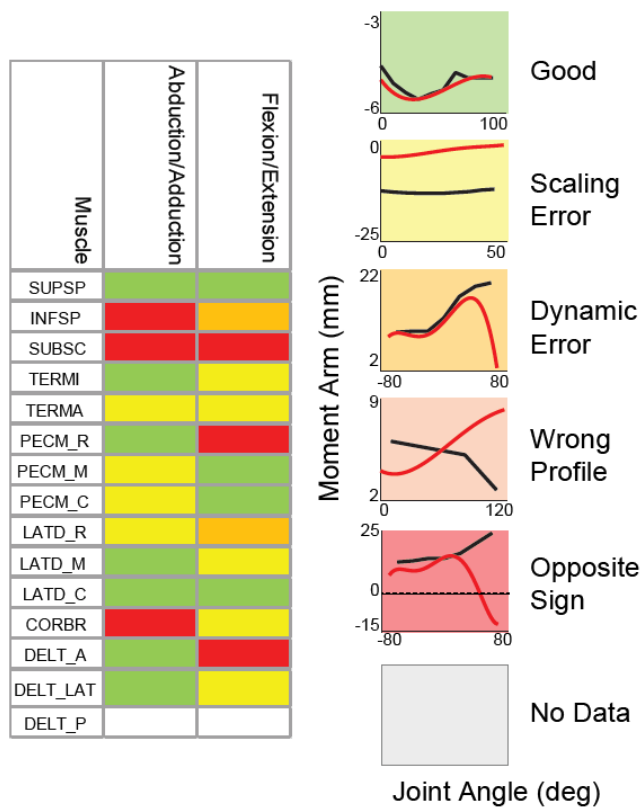 Muscle
Abduction/Adduction
Flexion/Extension
SUPSP
INFSP
SUBSC
TERMI
TERMA
PECM_R
PECM_M
PECM_C
LATD_R
LATD_M
LATD_C
CORBR
DELT_A
DELT_LAT
DELT_P
Moment Arm (mm)
-3
-6
0
100
Good
0
-25
50
Scaling
Error
22
2
-80
80
Dynamic
Error
9
2
0
120
Wrong
Profile
25
0
-15
-80
80
Opposite
Sign
No Data
Joint Angle (deg)